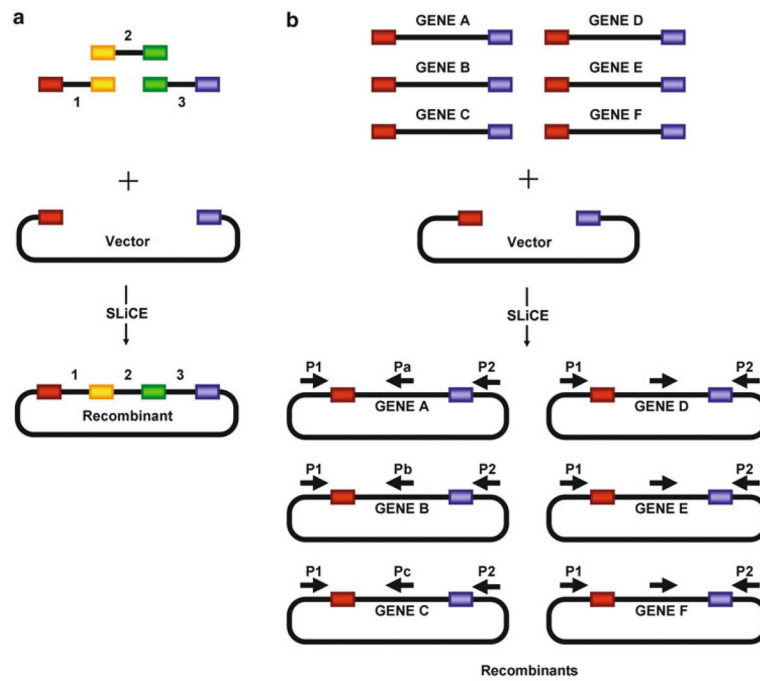 a
2
1 3
Vector
SLiCE
1 2 3
Recombinant
b
GENE A GENE D
GENE B GENE E
GENE C GENE F
Vector
SLiCE
P1 Pa P2 P1 P2
GENE A GENE D
P1 Pb P2 P1 P2
GENE B GENE E
P1 Pc P2 P1 P2
GENE C GENE F
Recombinants